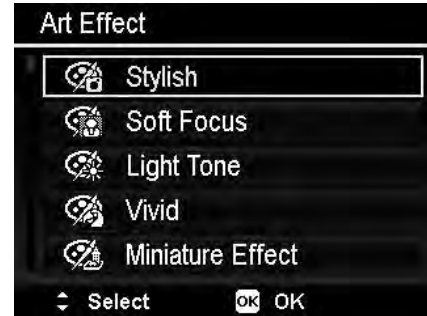 Art Effect
Stylish
Soft Focus
Light Tone
Vivid
Miniature Effect
Select OK OK